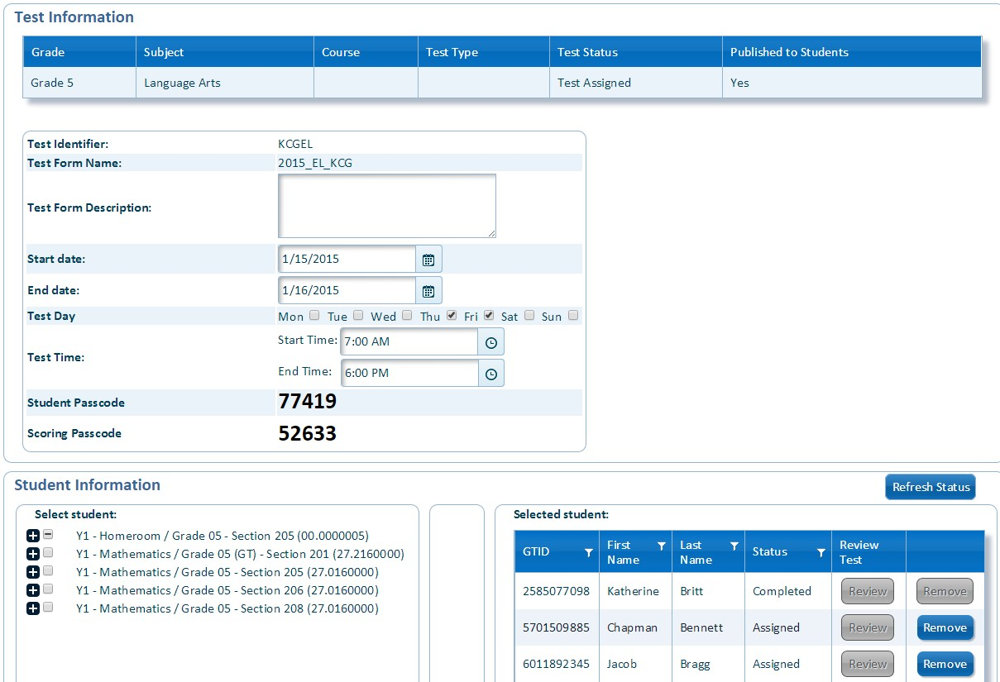 Test Information
Grade Subject Course Test Type Test Status Published to Students
Grade 5 Language Arts Test Assigned Yes
Test Identifier: KCGEL
Test Form Name: 2015_EL_KCG
Test Form Description:
Start date: 1/15/2015
End date: 1/16/2015
Test Day Mon Tue Wed Thu Fri Sat Sun
Test Time: Start Time: 7:00 AM
End Time: 6:00 PM
Student Passcode 77419
Scoring Passcode 52633
Student Information
Refresh Status
Select student:
Y1 - Homeroom / Grade 05 - Section 205 (00.0000005)
Y1 - Mathematics / Grade 05 (GT) - Section 201 (27.2160000)
Y1 - Mathematics / Grade 05 - Section 205 (27.0160000)
Y1 - Mathematics / Grade 05 - Section 206 (27.0160000)
Y1 - Mathematics / Grade 05 - Section 208 (27.0160000)
Selected student:
GTID First Name Last Name Status Review Test
2585077098 Katherine Britt Completed Review Remove
5701509885 Chapman Bennett Assigned Review Remove
6011892345 Jacob Bragg Assigned Review Remove